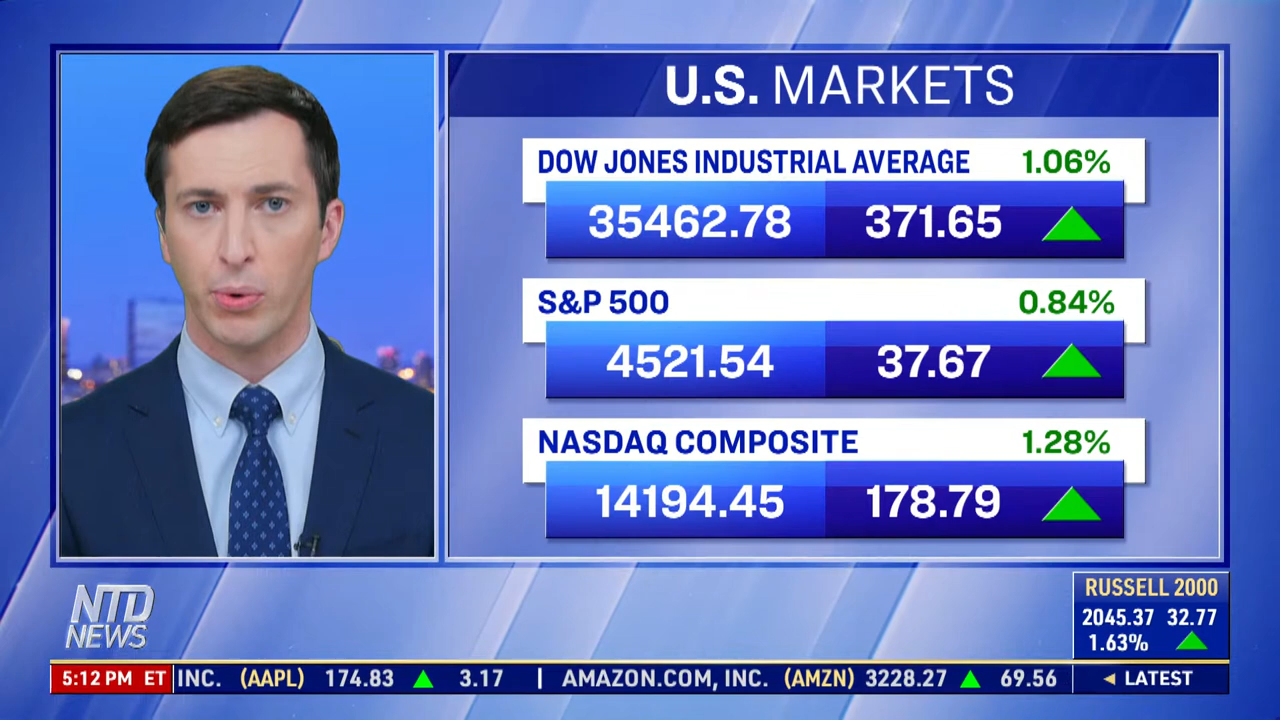 U.S. MARKETS
DOW JONES INDUSTRIAL AVERAGE 1.06%
35462.78 371.65
S&P 500 0.84%
4521.54 37.67
NASDAQ COMPOSITE 1.28%
14194.45 178.79
NTD
NEWS
RUSSELL 2000
2045.37 32.77
1.63%
5:12 PM ET INC. (AAPL) 174.83 3.17 | AMAZON.COM, INC. (AMZN) 3228.27 69.56 LATEST